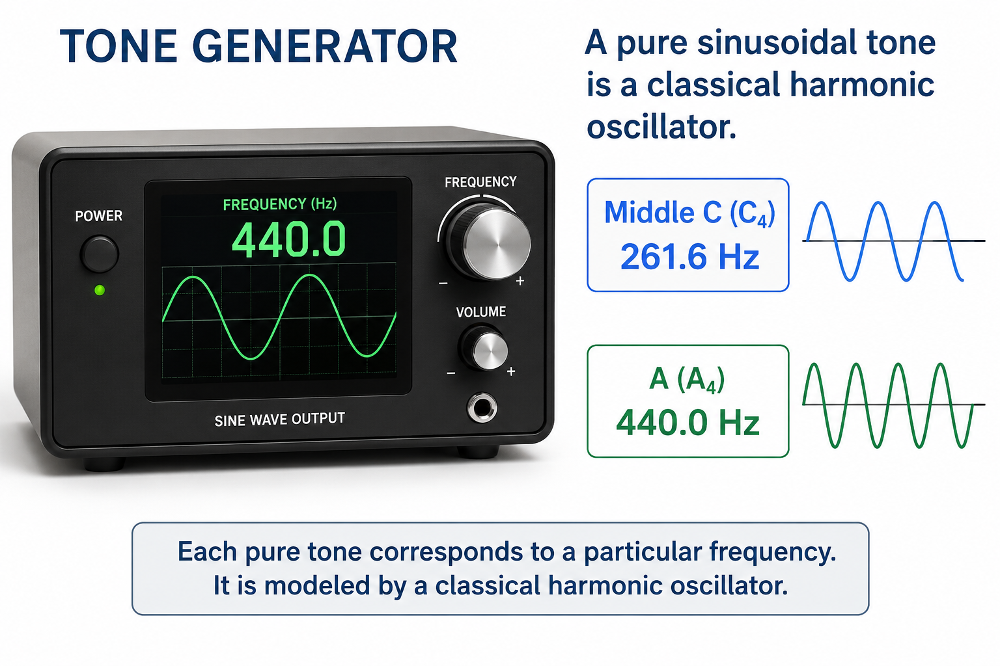 TONE GENERATOR
A pure sinusoidal tone
is a classical harmonic
oscillator.
POWER
FREQUENCY (Hz)
440.0
FREQUENCY
− +
VOLUME
− +
SINE WAVE OUTPUT
Middle C (C₄)
261.6 Hz
A (A₄)
440.0 Hz
Each pure tone corresponds to a particular frequency.
It is modeled by a classical harmonic oscillator.